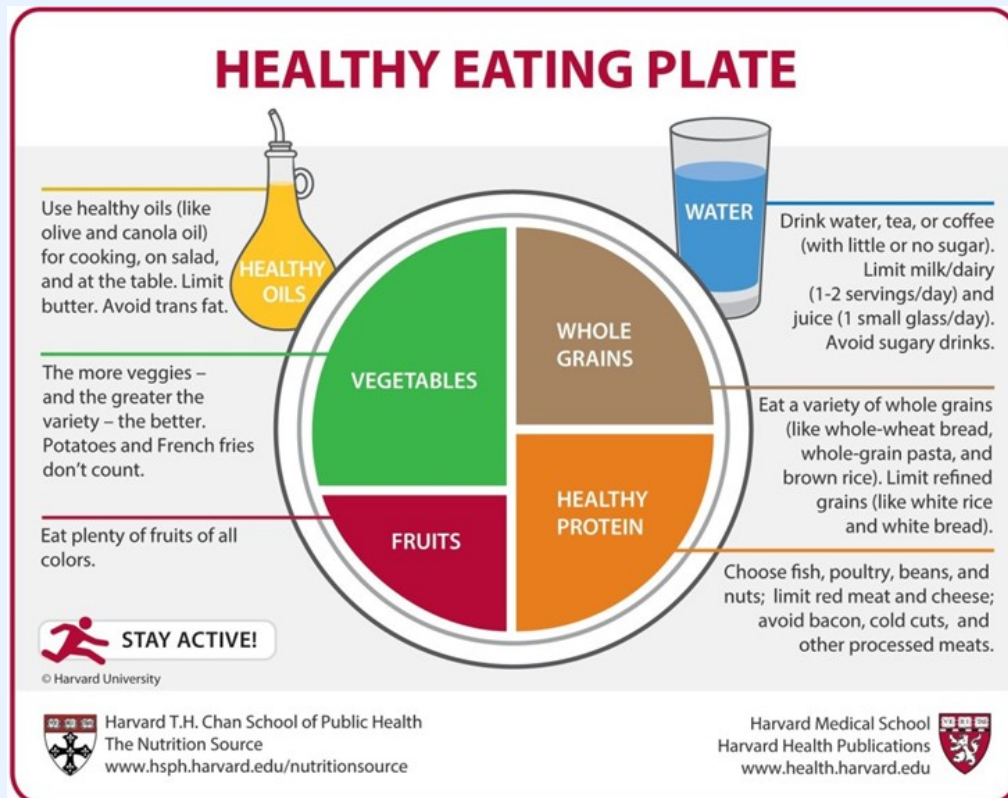 HEALTHY EATING PLATE
Use healthy oils (like
olive and canola oil)
for cooking, on salad,
and at the table. Limit
butter. Avoid trans fat.
HEALTHY
OILS
The more veggies –
and the greater the
variety – the better.
Potatoes and French fries
don't count.
Eat plenty of fruits of all
colors.
VEGETABLES
FRUITS
WHOLE
GRAINS
HEALTHY
PROTEIN
WATER
Drink water, tea, or coffee
(with little or no sugar).
Limit milk/dairy
(1-2 servings/day) and
juice (1 small glass/day).
Avoid sugary drinks.
Eat a variety of whole grains
(like whole-wheat bread,
whole-grain pasta, and
brown rice). Limit refined
grains (like white rice
and white bread).
Choose fish, poultry, beans, and
nuts; limit red meat and cheese;
avoid bacon, cold cuts, and
other processed meats.
STAY ACTIVE!
© Harvard University
Harvard T.H. Chan School of Public Health
The Nutrition Source
www.hsph.harvard.edu/nutritionsource
Harvard Medical School
Harvard Health Publications
www.health.harvard.edu